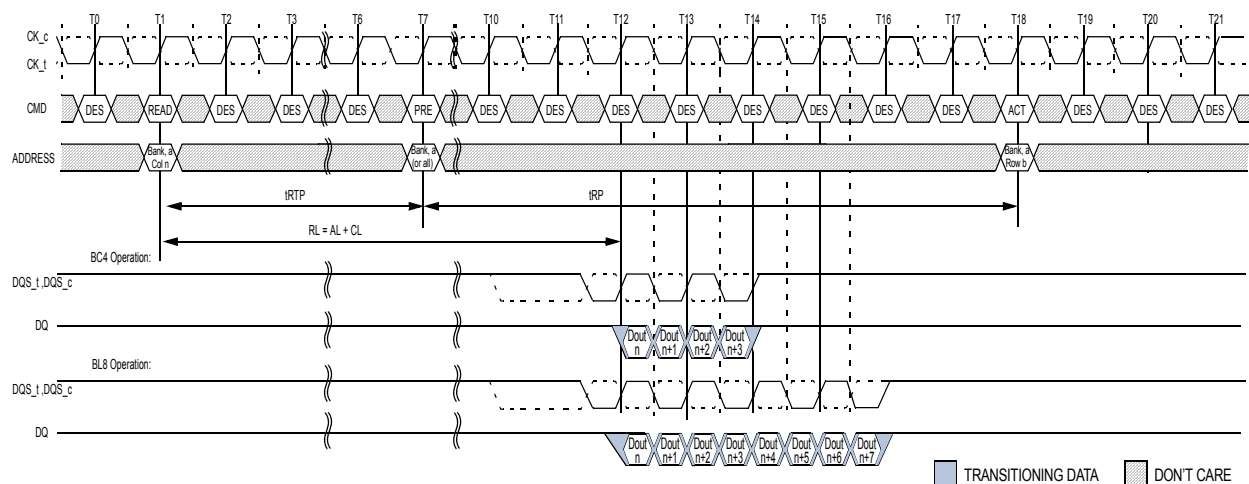 T0 T1 T2 T3 T6 T7 T10 T11 T12 T13 T14 T15 T16 T17 T18 T19 T20 T21
CK_c
CK_t
CMD DES READ DES DES DES PRE DES DES DES DES DES DES DES DES ACT DES DES DES
ADDRESS Bank, a Bank, a Bank, a
Col n (or all) Row b
tRTP tRP
RL = AL + CL
BC4 Operation:
DQS_t ,DQS_c
DQ
Dout Dout Dout Dout
n n+1 n+2 n+3
BL8 Operation:
DQS_t ,DQS_c
DQ
Dout Dout Dout Dout Dout Dout Dout Dout
n n+1 n+2 n+3 n+4 n+5 n+6 n+7
TRANSITIONING DATA DON'T CARE